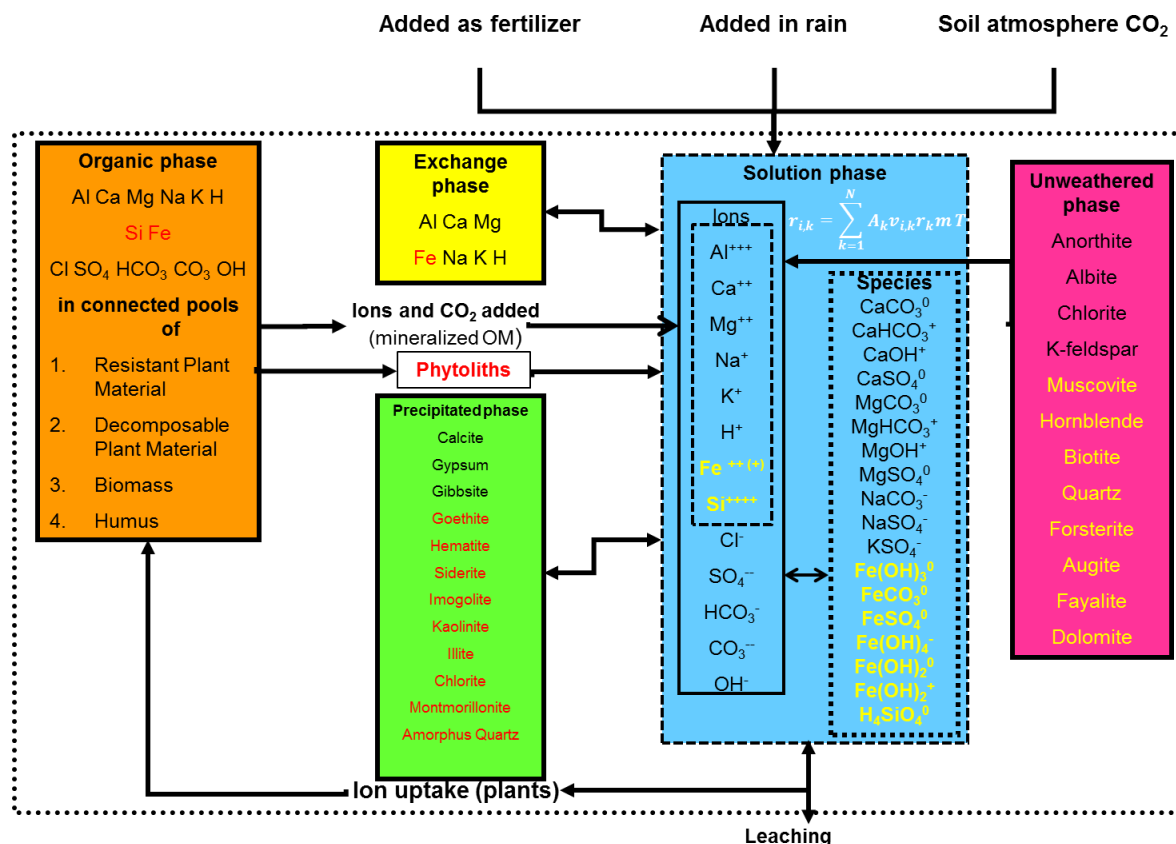 Added as fertilizer
Added in rain
Soil atmosphere CO₂
Organic phase
Al Ca Mg Na K H
Si Fe
Cl SO₄ HCO₃ CO₃ OH
in connected pools of
1. Resistant Plant Material
2. Decomposable Plant Material
3. Biomass
4. Humus
Exchange phase
Al Ca Mg
Fe Na K H
Ions and CO₂ added
(mineralized OM)
Phytoliths
Precipitated phase
Calcite
Gypsum
Gibbsite
Goethite
Hematite
Siderite
Imogolite
Kaolinite
Illite
Chlorite
Montmorillonite
Amorphus Quartz
Ion uptake (plants)
Solution phase
Ions
Al⁺⁺⁺
Ca⁺⁺
Mg⁺⁺
Na⁺
K⁺
H⁺
Fe ⁺⁺⁽⁺⁾
Si⁺⁺⁺⁺
Cl⁻
SO₄⁻⁻
HCO₃⁻
CO₃⁻⁻
OH⁻
$r_{i,k} = \sum_{k=1}^{N} A_k v_{i,k} r_k m T$
Species
CaCO₃⁰
CaHCO₃⁺
CaOH⁺
CaSO₄⁰
MgCO₃⁰
MgHCO₃⁺
MgOH⁺
MgSO₄⁰
NaCO₃⁻
NaSO₄⁻
KSO₄⁻
Fe(OH)₃⁰
FeCO₃⁰
FeSO₄⁰
Fe(OH)₄⁻
Fe(OH)₂⁰
Fe(OH)₂⁺
H₄SiO₄⁰
Unweathered phase
Anorthite
Albite
Chlorite
K-feldspar
Muscovite
Hornblende
Biotite
Quartz
Forsterite
Augite
Fayalite
Dolomite
Leaching